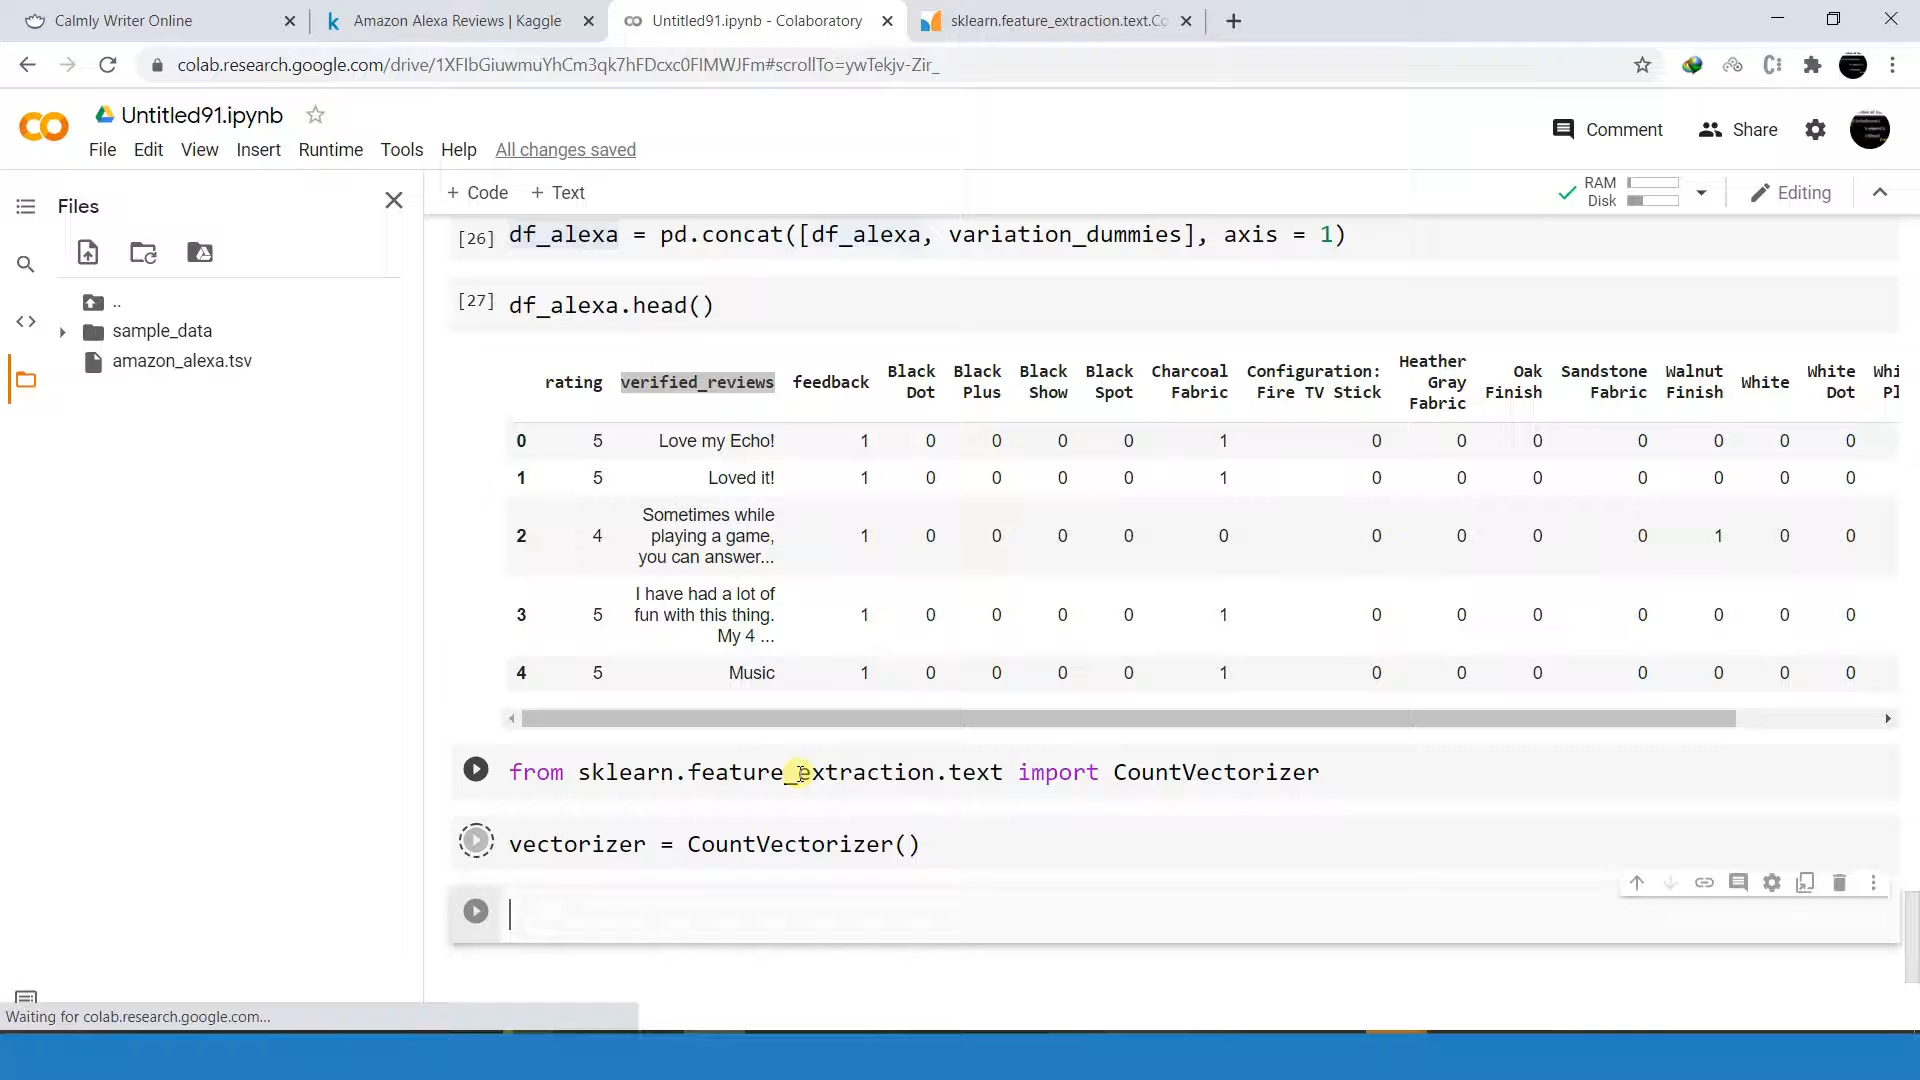 Calmly Writer Online
Amazon Alexa Reviews | Kaggle
Untitled91.ipynb - Colaboratory
sklearn.feature_extraction.text.Co
colab.research.google.com/drive/1XFIbGiuwmuYhCm3qk7hFDcxc0FIMWJFm#scrollTo=ywTekjv-Zir_
Untitled91.ipynb
Comment
Share
File Edit View Insert Runtime Tools Help All changes saved
Files
+ Code + Text
RAM
Disk
Editing
..
sample_data
amazon_alexa.tsv
[26] df_alexa = pd.concat([df_alexa, variation_dummies], axis = 1)
[27] df_alexa.head()
rating verified_reviews feedback Black Dot Black Plus Black Show Black Spot Charcoal Fabric Configuration: Fire TV Stick Heather Gray Fabric Oak Finish Sandstone Fabric Walnut Finish White White Dot Whi Pl
0 5 Love my Echo! 1 0 0 0 0 1 0 0 0 0 0 0 0
1 5 Loved it! 1 0 0 0 0 1 0 0 0 0 0 0 0
2 4 Sometimes while playing a game, you can answer... 1 0 0 0 0 0 0 0 0 0 1 0 0
3 5 I have had a lot of fun with this thing. My 4 ... 1 0 0 0 0 1 0 0 0 0 0 0 0
4 5 Music 1 0 0 0 0 1 0 0 0 0 0 0 0
from sklearn.feature_extraction.text import CountVectorizer
vectorizer = CountVectorizer()
Waiting for colab.research.google.com...